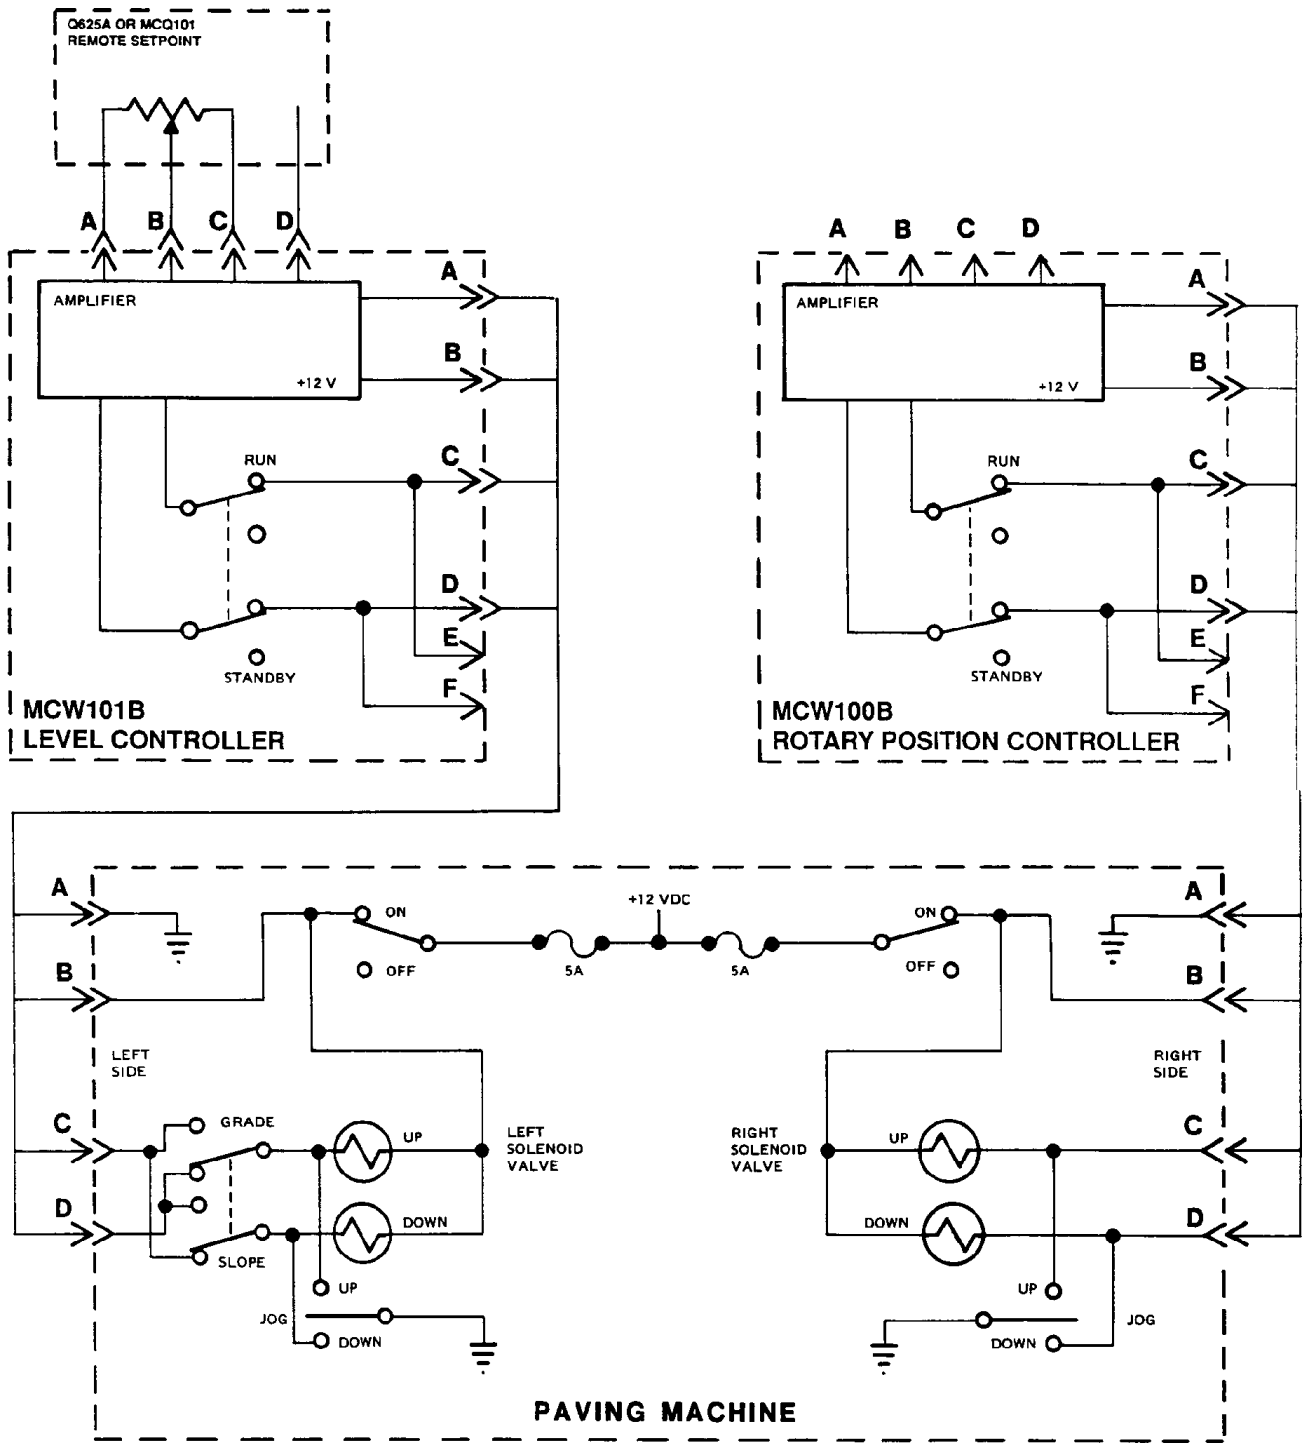 Q625A OR MCQ101
REMOTE SETPOINT
A B C D
AMPLIFIER
+12 V
A
B
RUN
C
D
E
STANDBY
F
MCW101B
LEVEL CONTROLLER
A B C D
AMPLIFIER
+12 V
A
B
RUN
C
D
E
STANDBY
F
MCW100B
ROTARY POSITION CONTROLLER
A
B
LEFT
SIDE
C
D
ON
OFF
5A
+12 VDC
5A
ON
OFF
A
B
RIGHT
SIDE
C
D
GRADE
SLOPE
UP
DOWN
LEFT
SOLENOID
VALVE
RIGHT
SOLENOID
VALVE
UP
DOWN
UP
JOG
DOWN
UP
JOG
DOWN
PAVING MACHINE